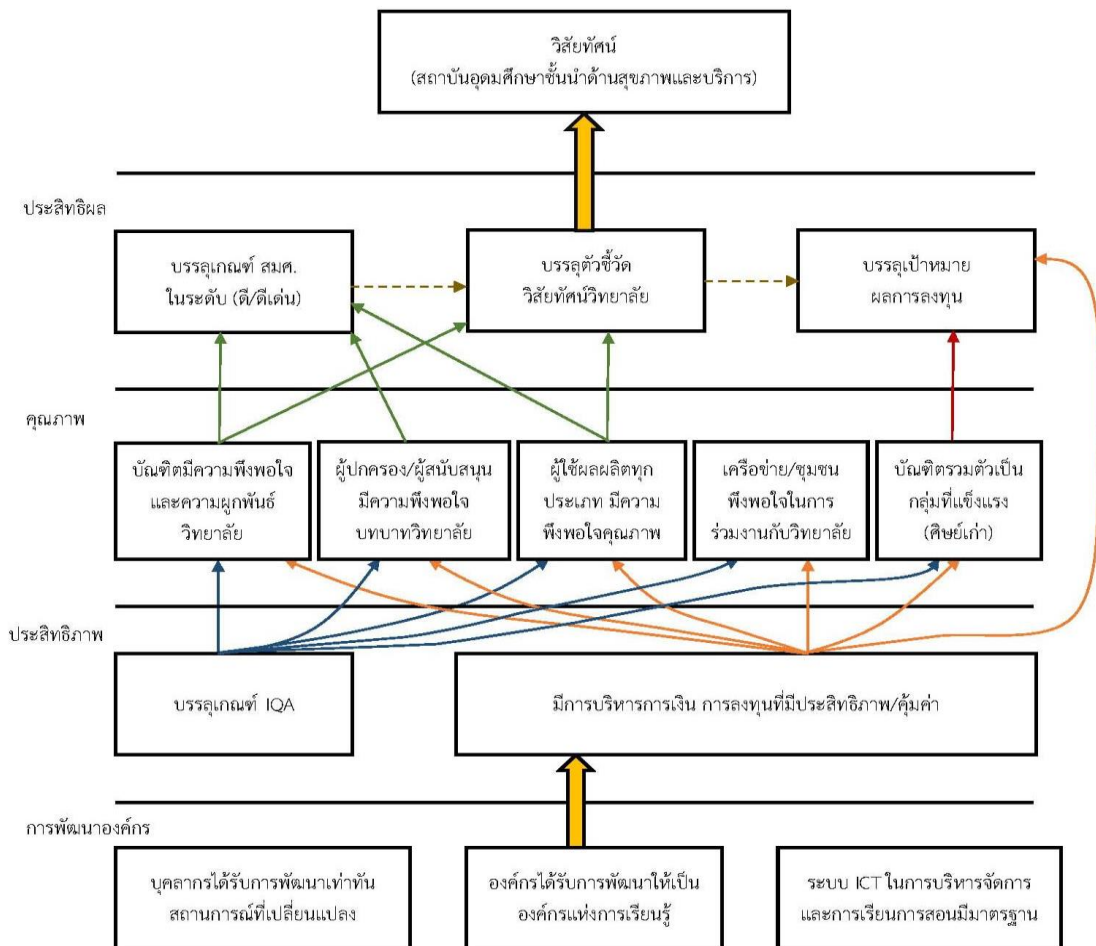 วิสัยทัศน์
(สถาบันอุดมศึกษาชั้นนำด้านสุขภาพและบริการ)
ประสิทธิผล
บรรลุเกณฑ์ สมศ.
ในระดับ (ดี/ดีเด่น)
บรรลุตัวชี้วัด
วิสัยทัศน์วิทยาลัย
บรรลุเป้าหมาย
ผลการลงทุน
คุณภาพ
บัณฑิตมีความพึงพอใจ
และความผูกพันธ์
วิทยาลัย
ผู้ปกครอง/ผู้สนับสนุน
มีความพึงพอใจ
บทบาทวิทยาลัย
ผู้ใช้ผลผลิตทุก
ประเภท มีความ
พึงพอใจคุณภาพ
เครือข่าย/ชุมชน
พึงพอใจในการ
ร่วมงานกับวิทยาลัย
บัณฑิตรวมตัวเป็น
กลุ่มที่แข็งแรง
(ศิษย์เก่า)
ประสิทธิภาพ
บรรลุเกณฑ์ IQA
มีการบริหารการเงิน การลงทุนที่มีประสิทธิภาพ/คุ้มค่า
การพัฒนาองค์กร
บุคลากรได้รับการพัฒนาเท่าทัน
สถานการณ์ที่เปลี่ยนแปลง
องค์กรได้รับการพัฒนาให้เป็น
องค์กรแห่งการเรียนรู้
ระบบ ICT ในการบริหารจัดการ
และการเรียนการสอนมีมาตรฐาน